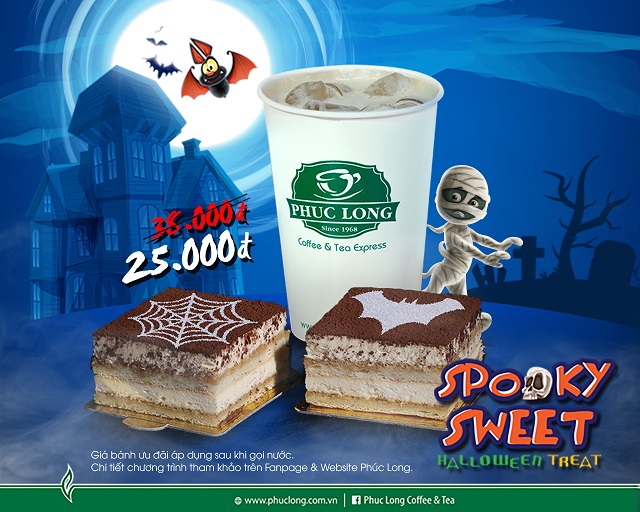 38.000đ
25.000đ
PHUC LONG
Since 1968
Coffee & Tea Express
SPOOKY
SWEET
HALLOWEEN TREAT
Giá bánh ưu đãi áp dụng sau khi gọi nước.
Chi tiết chương trình tham khảo trên Fanpage & Website Phúc Long.
www.phuclong.com.vn | Phuc Long Coffee & Tea